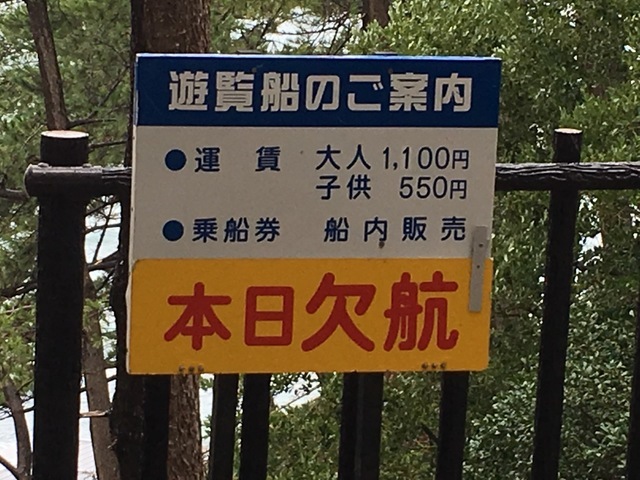 遊覧船のご案内
●運賃 大人 1,100円
子供 550円
●乗船券 船内販売
本日欠航